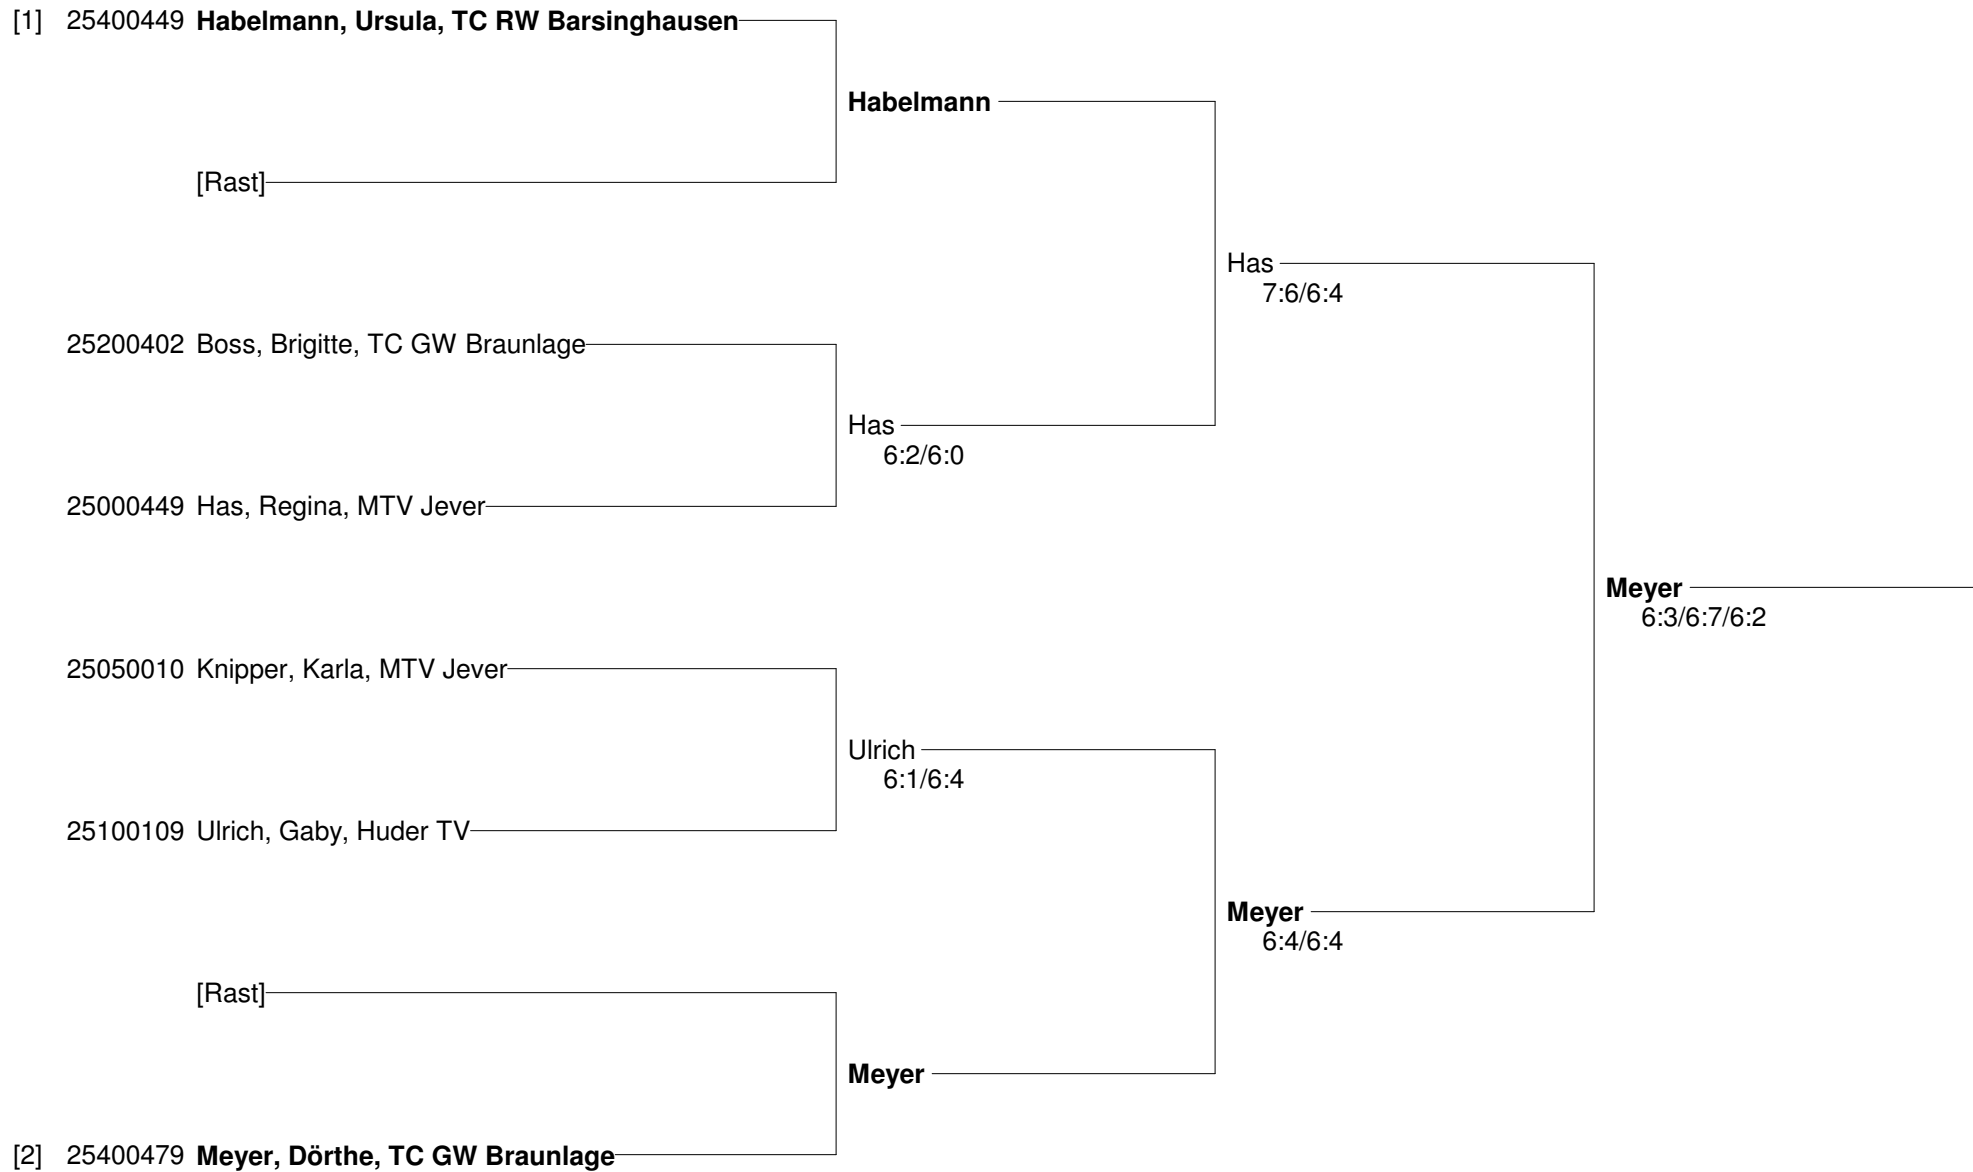 [1] 25400449 Habelmann, Ursula, TC RW Barsinghausen
Habelmann
[Rast]
Has
7:6/6:4
25200402 Boss, Brigitte, TC GW Braunlage
Has
6:2/6:0
25000449 Has, Regina, MTV Jever
Meyer
6:3/6:7/6:2
25050010 Knipper, Karla, MTV Jever
Ulrich
6:1/6:4
25100109 Ulrich, Gaby, Huder TV
Meyer
6:4/6:4
[Rast]
Meyer
[2] 25400479 Meyer, Dörthe, TC GW Braunlage